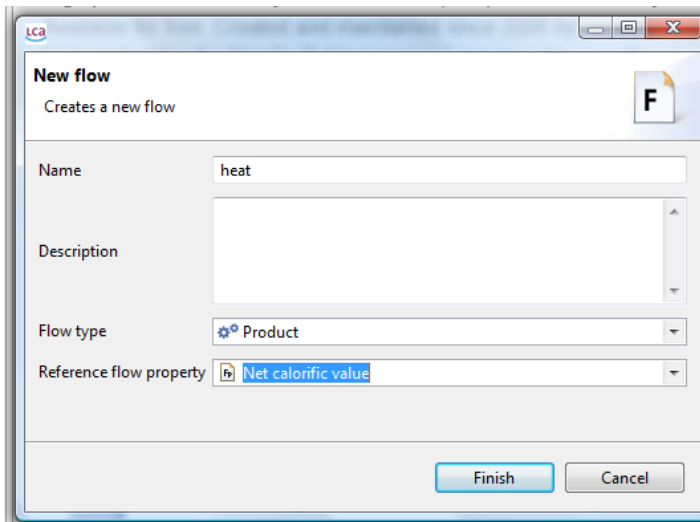 LCA
New flow
Creates a new flow
F
Name
heat
Description
Flow type
Product
Reference flow property
Net calorific value
Finish
Cancel